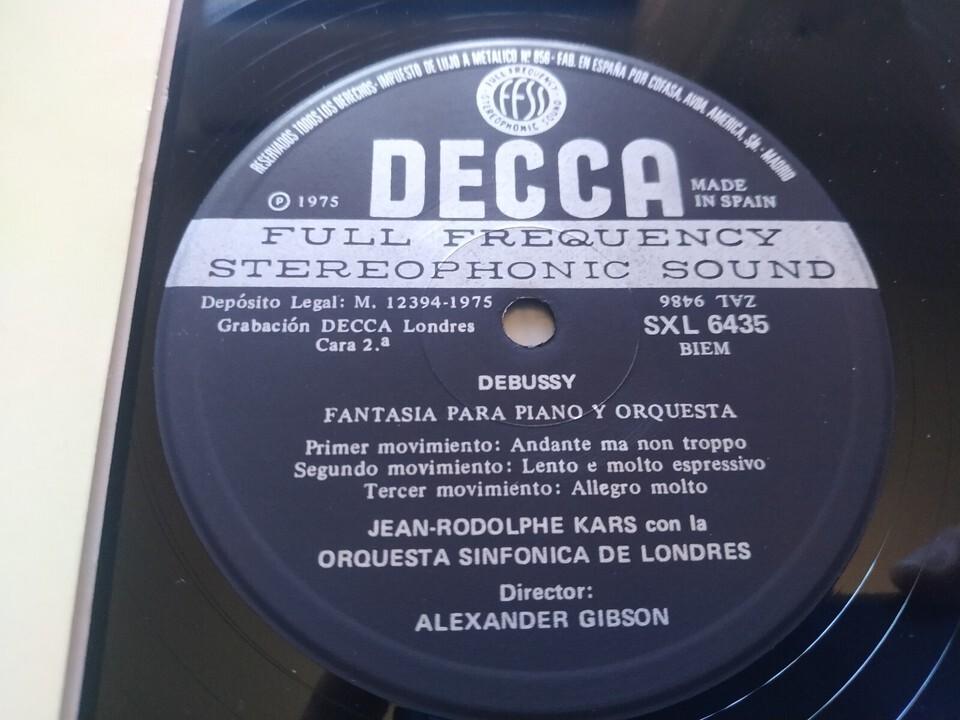 RESERVADOS TODOS LOS DERECHOS· IMPUESTO DE LUJO A METALICO Nº 856 · FAB. EN ESPAÑA POR COFASA, AVDA. AMERICA, S/n. - MADRID
FULL FREQUENCY
FFSS
STEREOPHONIC SOUND
DECCA
MADE
IN SPAIN
Ⓟ 1975
FULL FREQUENCY
STEREOPHONIC SOUND
Depósito Legal: M. 12394-1975
ZAL 9486
Grabación DECCA Londres
SXL 6435
Cara 2.ª
BIEM
DEBUSSY
FANTASIA PARA PIANO Y ORQUESTA
Primer movimiento: Andante ma non troppo
Segundo movimiento: Lento e molto espressivo
Tercer movimiento: Allegro molto
JEAN-RODOLPHE KARS con la
ORQUESTA SINFONICA DE LONDRES
Director:
ALEXANDER GIBSON